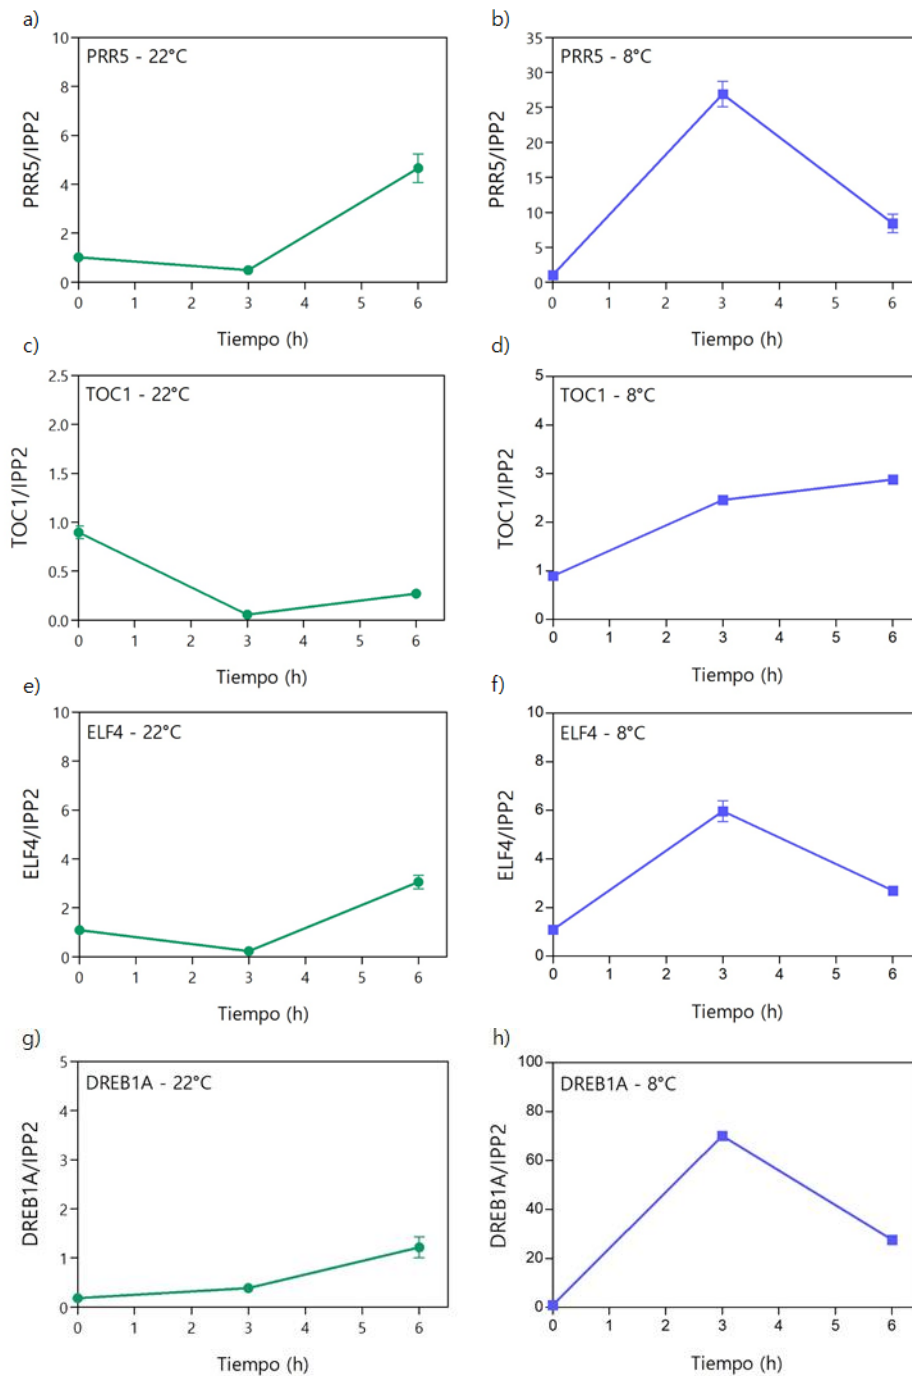 a)
PRR5 - 22°C
PRR5/IPP2
10
8
6
4
2
0
0 1 2 3 4 5 6
Tiempo (h)
b)
PRR5 - 8°C
PRR5/IPP2
35
30
25
20
15
10
5
0
0 1 2 3 4 5 6
Tiempo (h)
c)
TOC1 - 22°C
TOC1/IPP2
2.5
2.0
1.5
1.0
0.5
0.0
0 1 2 3 4 5 6
Tiempo (h)
d)
TOC1 - 8°C
TOC1/IPP2
5
4
3
2
1
0
0 1 2 3 4 5 6
Tiempo (h)
e)
ELF4 - 22°C
ELF4/IPP2
10
8
6
4
2
0
0 1 2 3 4 5 6
Tiempo (h)
f)
ELF4 - 8°C
ELF4/IPP2
10
8
6
4
2
0
0 1 2 3 4 5 6
Tiempo (h)
g)
DREB1A - 22°C
DREB1A/IPP2
5
4
3
2
1
0
0 1 2 3 4 5 6
Tiempo (h)
h)
DREB1A - 8°C
DREB1A/IPP2
100
80
60
40
20
0
0 1 2 3 4 5 6
Tiempo (h)